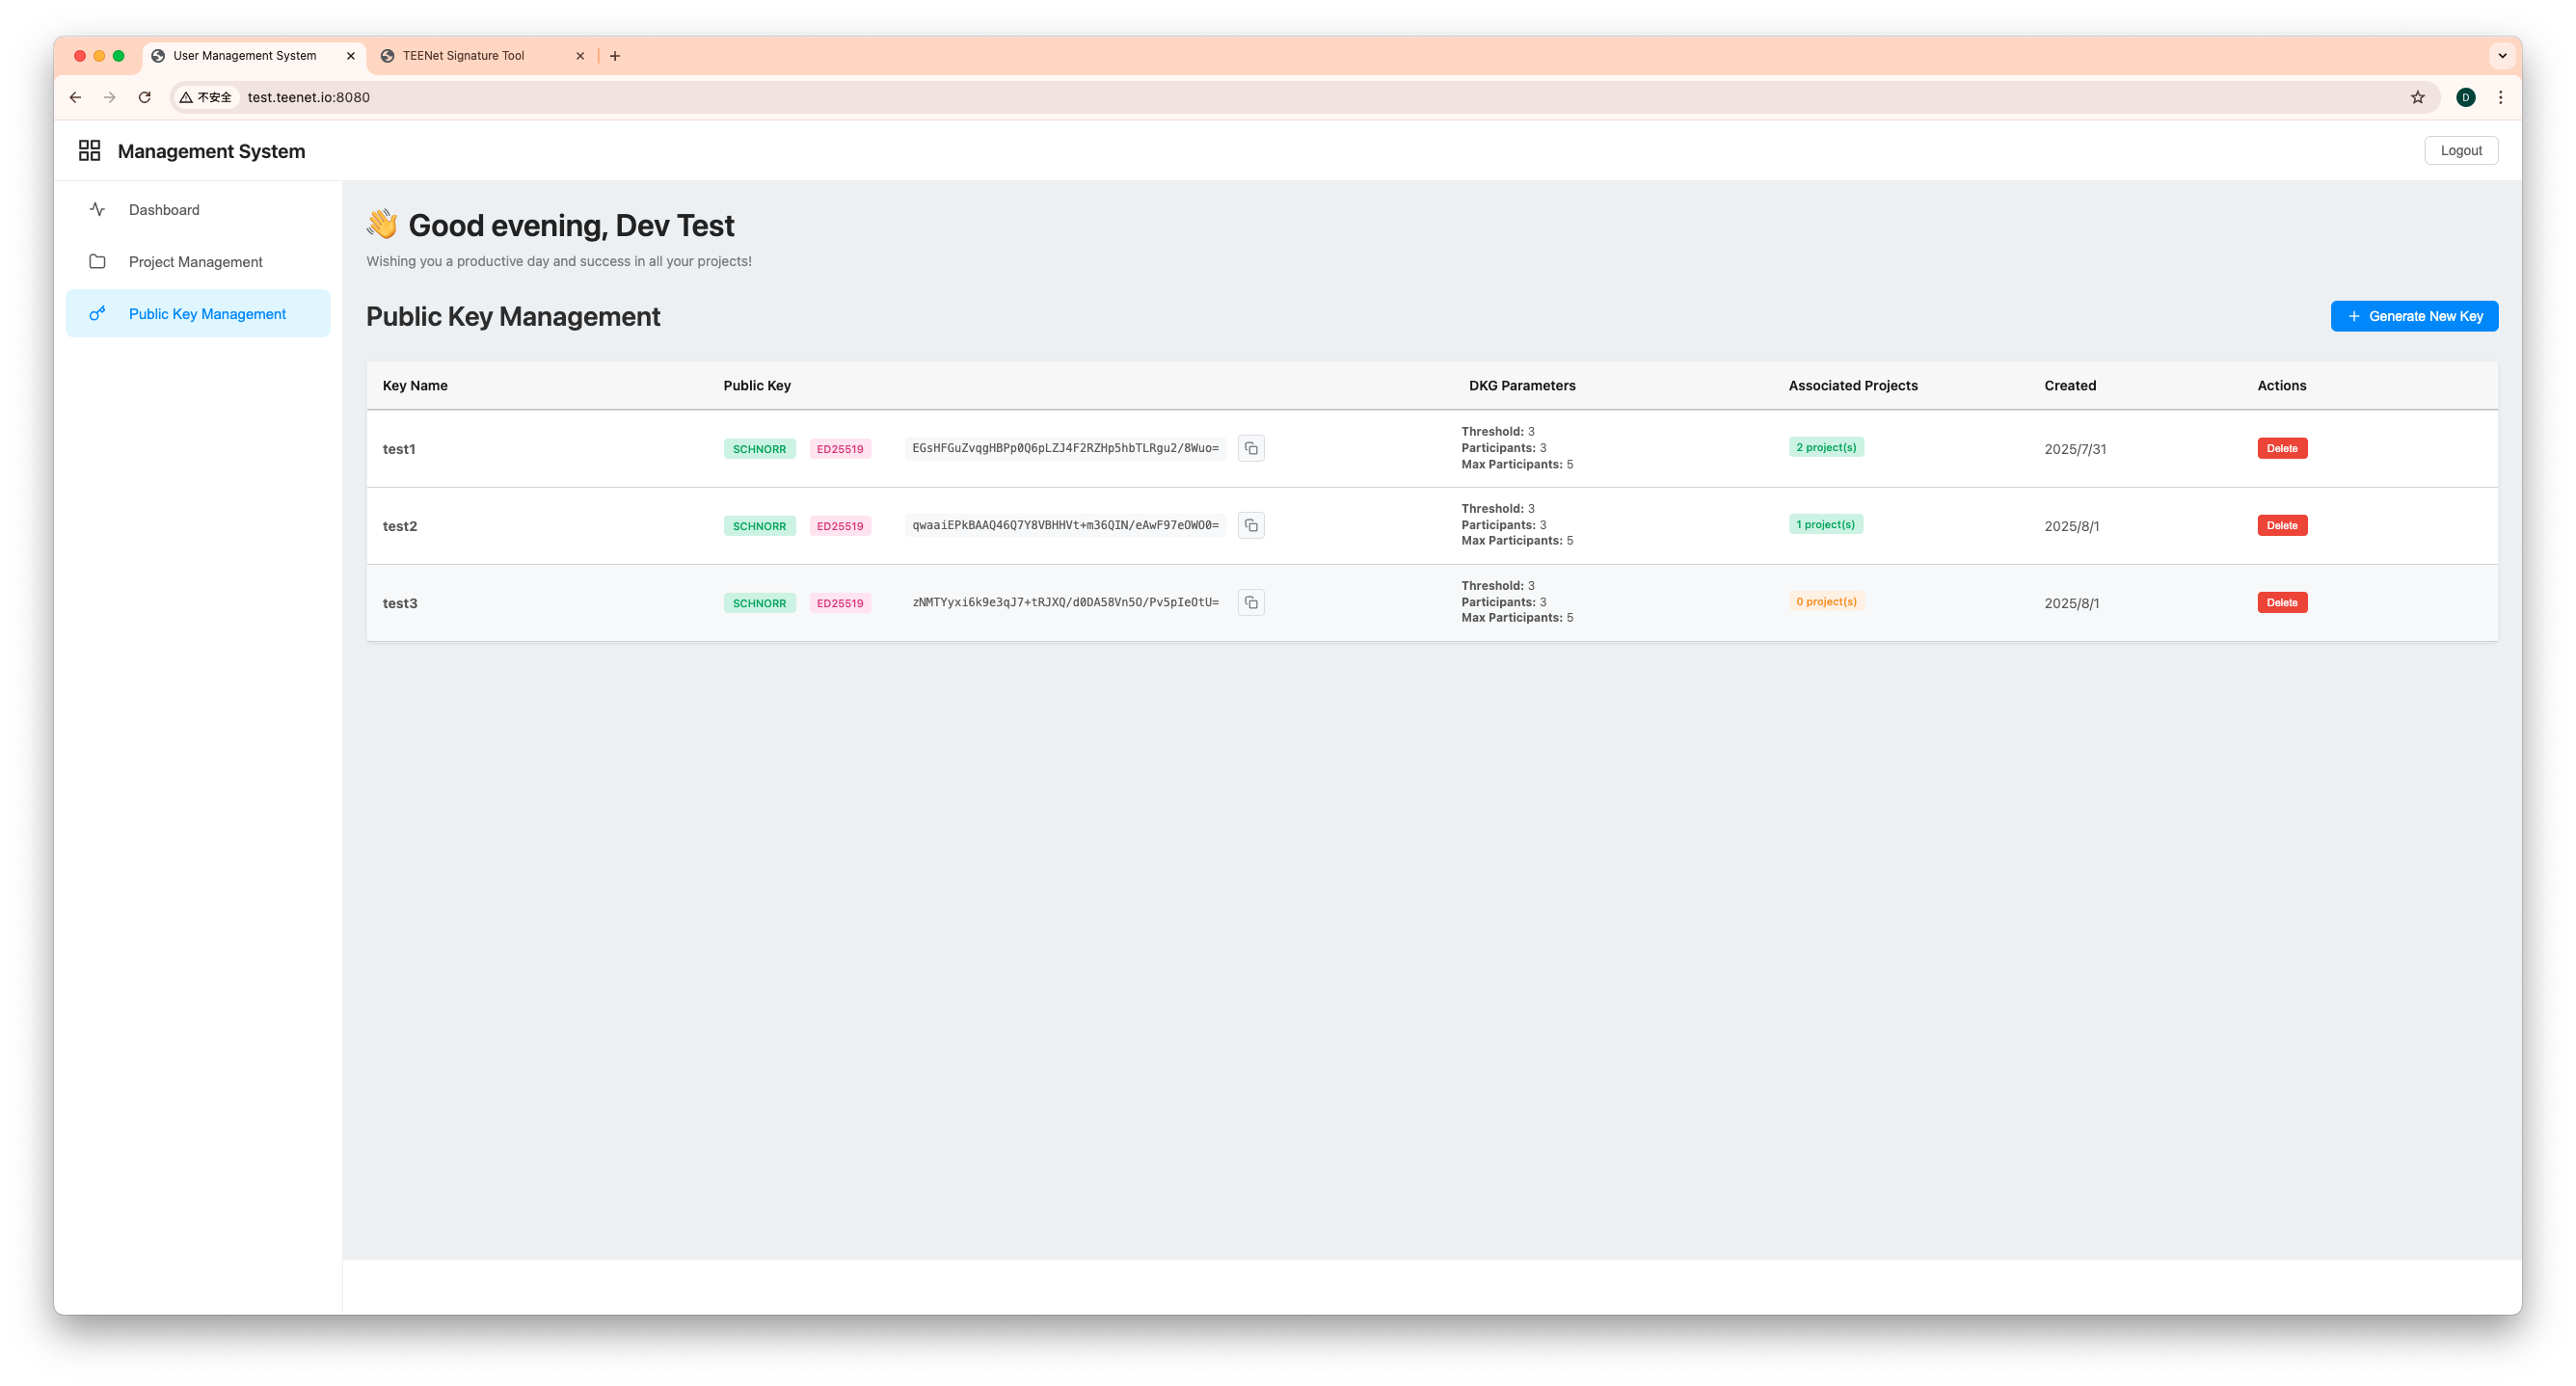 User Management System
TEENet Signature Tool
不安全 test.teenet.io:8080
D
Management System
Logout
Dashboard
Project Management
Public Key Management
👋 Good evening, Dev Test
Wishing you a productive day and success in all your projects!
Public Key Management
+ Generate New Key
Key Name Public Key DKG Parameters Associated Projects Created Actions
test1 SCHNORR ED25519 EGsHFGuZvqgHBPp0Q6pLZJ4F2RZHp5hbTLRgu2/8Wuo=
Threshold: 3
Participants: 3
Max Participants: 5
2 project(s) 2025/7/31 Delete
test2 SCHNORR ED25519 qwaaiEPkBAAQ46Q7Y8VBHHVt+m36QIN/eAwF97eOWO0=
Threshold: 3
Participants: 3
Max Participants: 5
1 project(s) 2025/8/1 Delete
test3 SCHNORR ED25519 zNMTYyxi6k9e3qJ7+tRJXQ/d0DA58Vn5O/Pv5pIeOtU=
Threshold: 3
Participants: 3
Max Participants: 5
0 project(s) 2025/8/1 Delete